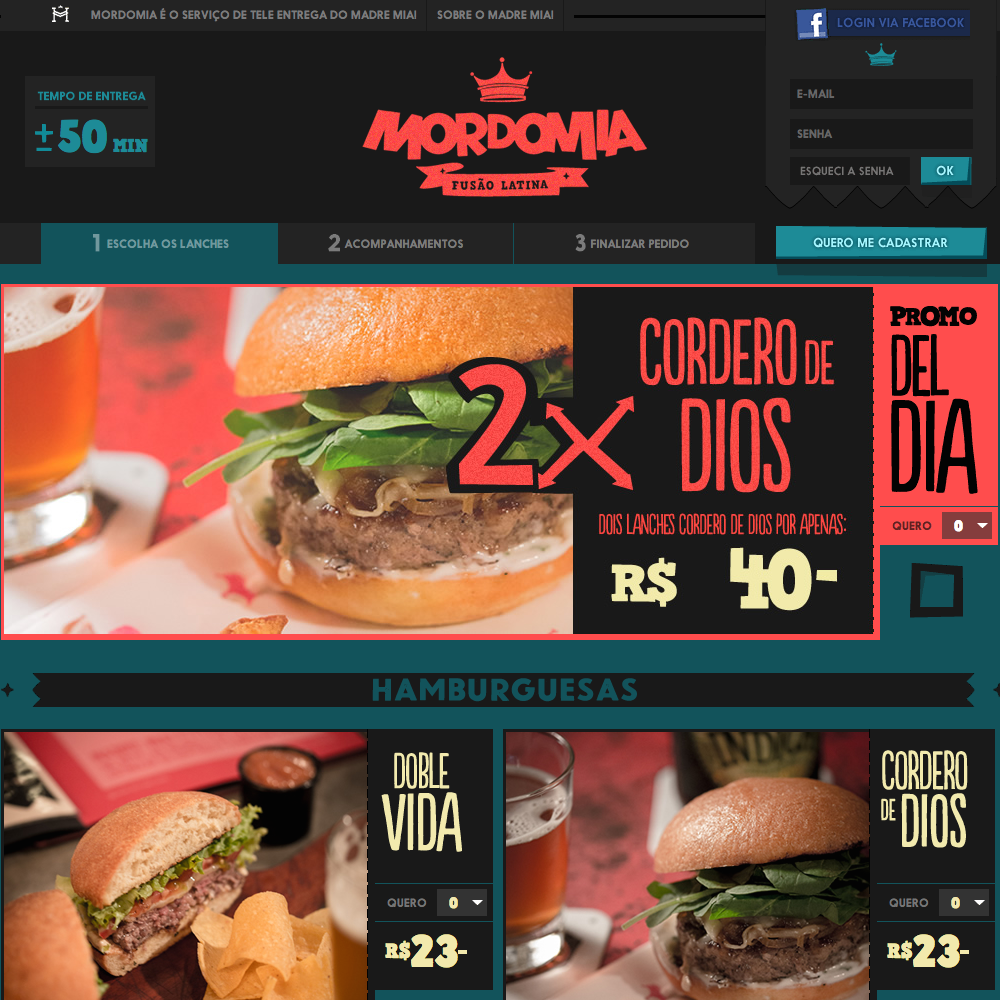 MORDOMIA É O SERVIÇO DE TELE ENTREGA DO MADRE MIA!
SOBRE O MADRE MIA!
LOGIN VIA FACEBOOK
E-MAIL
SENHA
ESQUECI A SENHA
OK
TEMPO DE ENTREGA
± 50 MIN
MORDOMIA
FUSÃO LATINA
1 ESCOLHA OS LANCHES
2 ACOMPANHAMENTOS
3 FINALIZAR PEDIDO
QUERO ME CADASTRAR
2X
CORDERO DE
DIOS
DOIS LANCHES CORDERO DE DIOS POR APENAS:
R$ 40-
PROMO
DEL
DIA
QUERO 0
HAMBURGUESAS
DOBLE
VIDA
QUERO 0
R$23-
CORDERO
DE DIOS
QUERO 0
R$23-